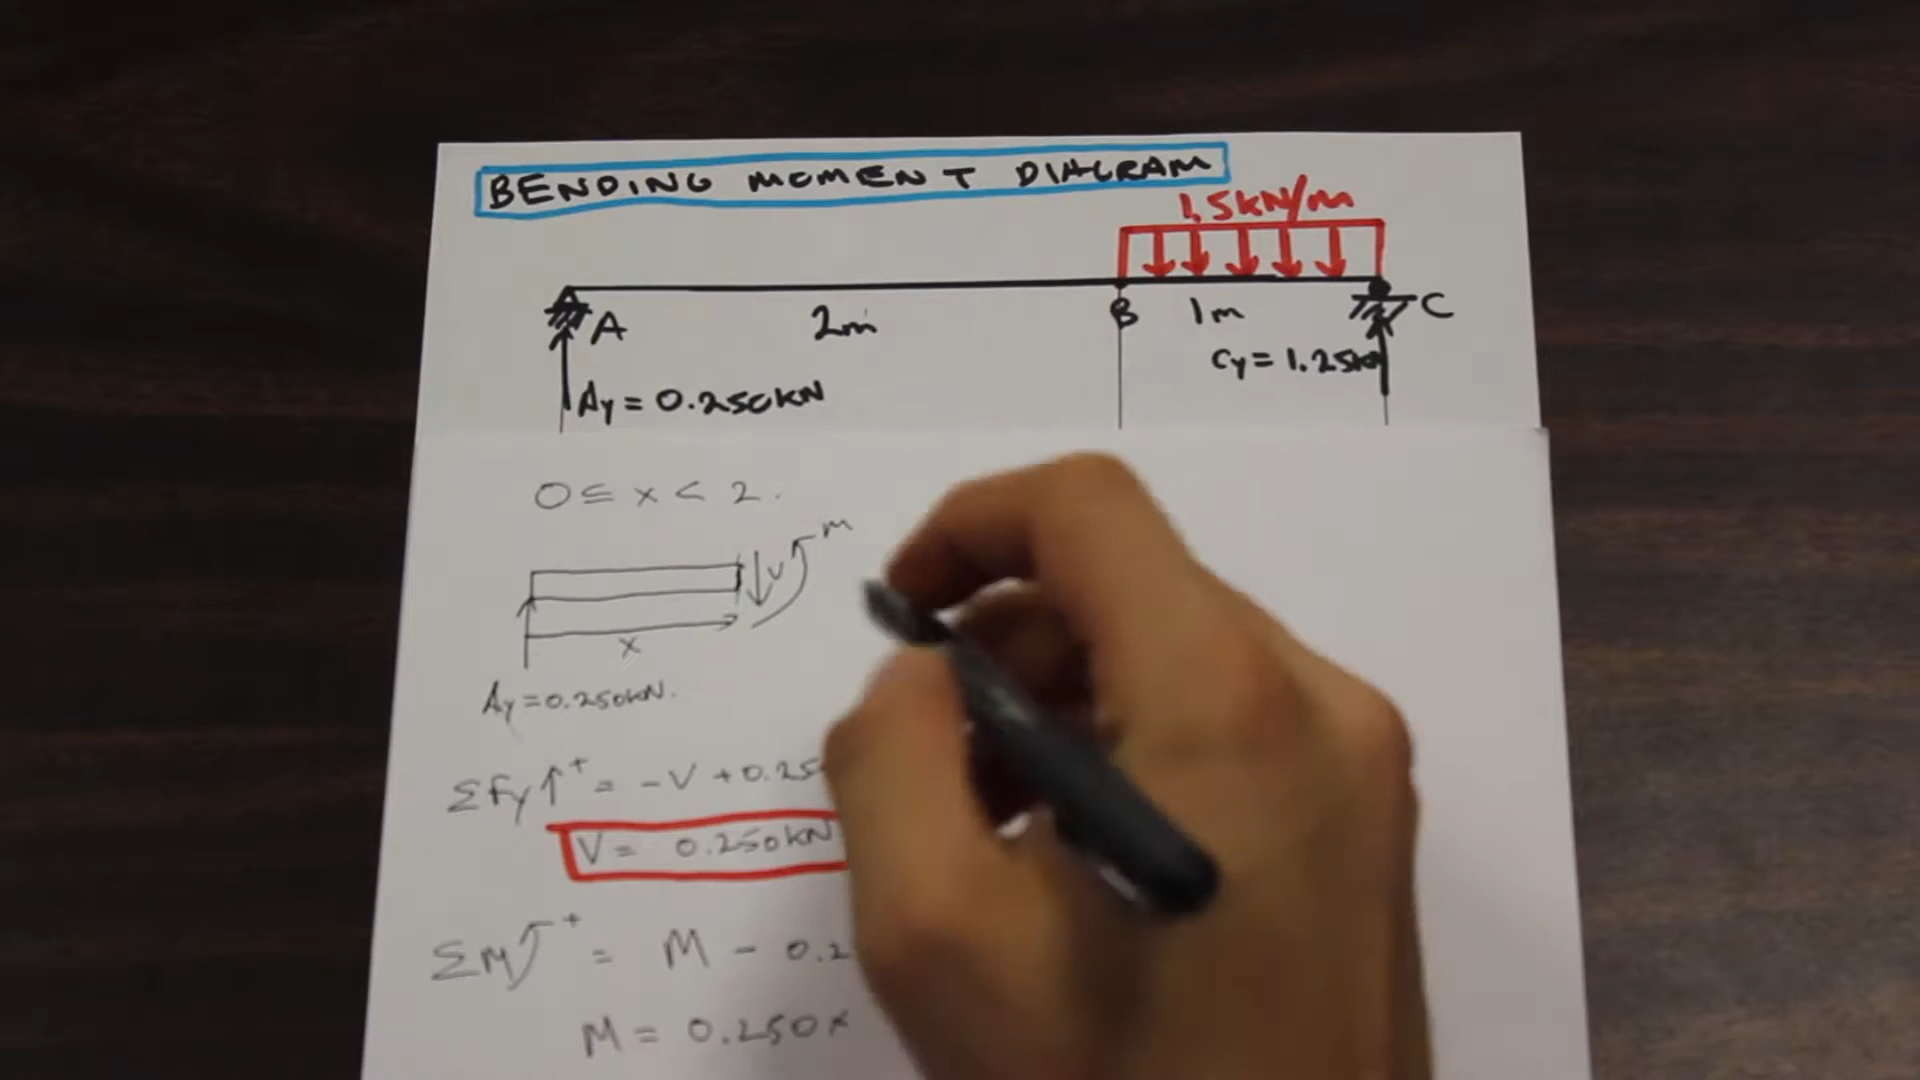 BENDING MOMENT DIAGRAM
1.5kN/m
A
2m
B
1m
C
Cy = 1.25kN
Ay = 0.250kN
0 ≤ x < 2.
M
V
x
Ay = 0.250kN.
ΣFy↑+ = -V + 0.25
V = 0.250kN
ΣM+ = M - 0.2
M = 0.250x